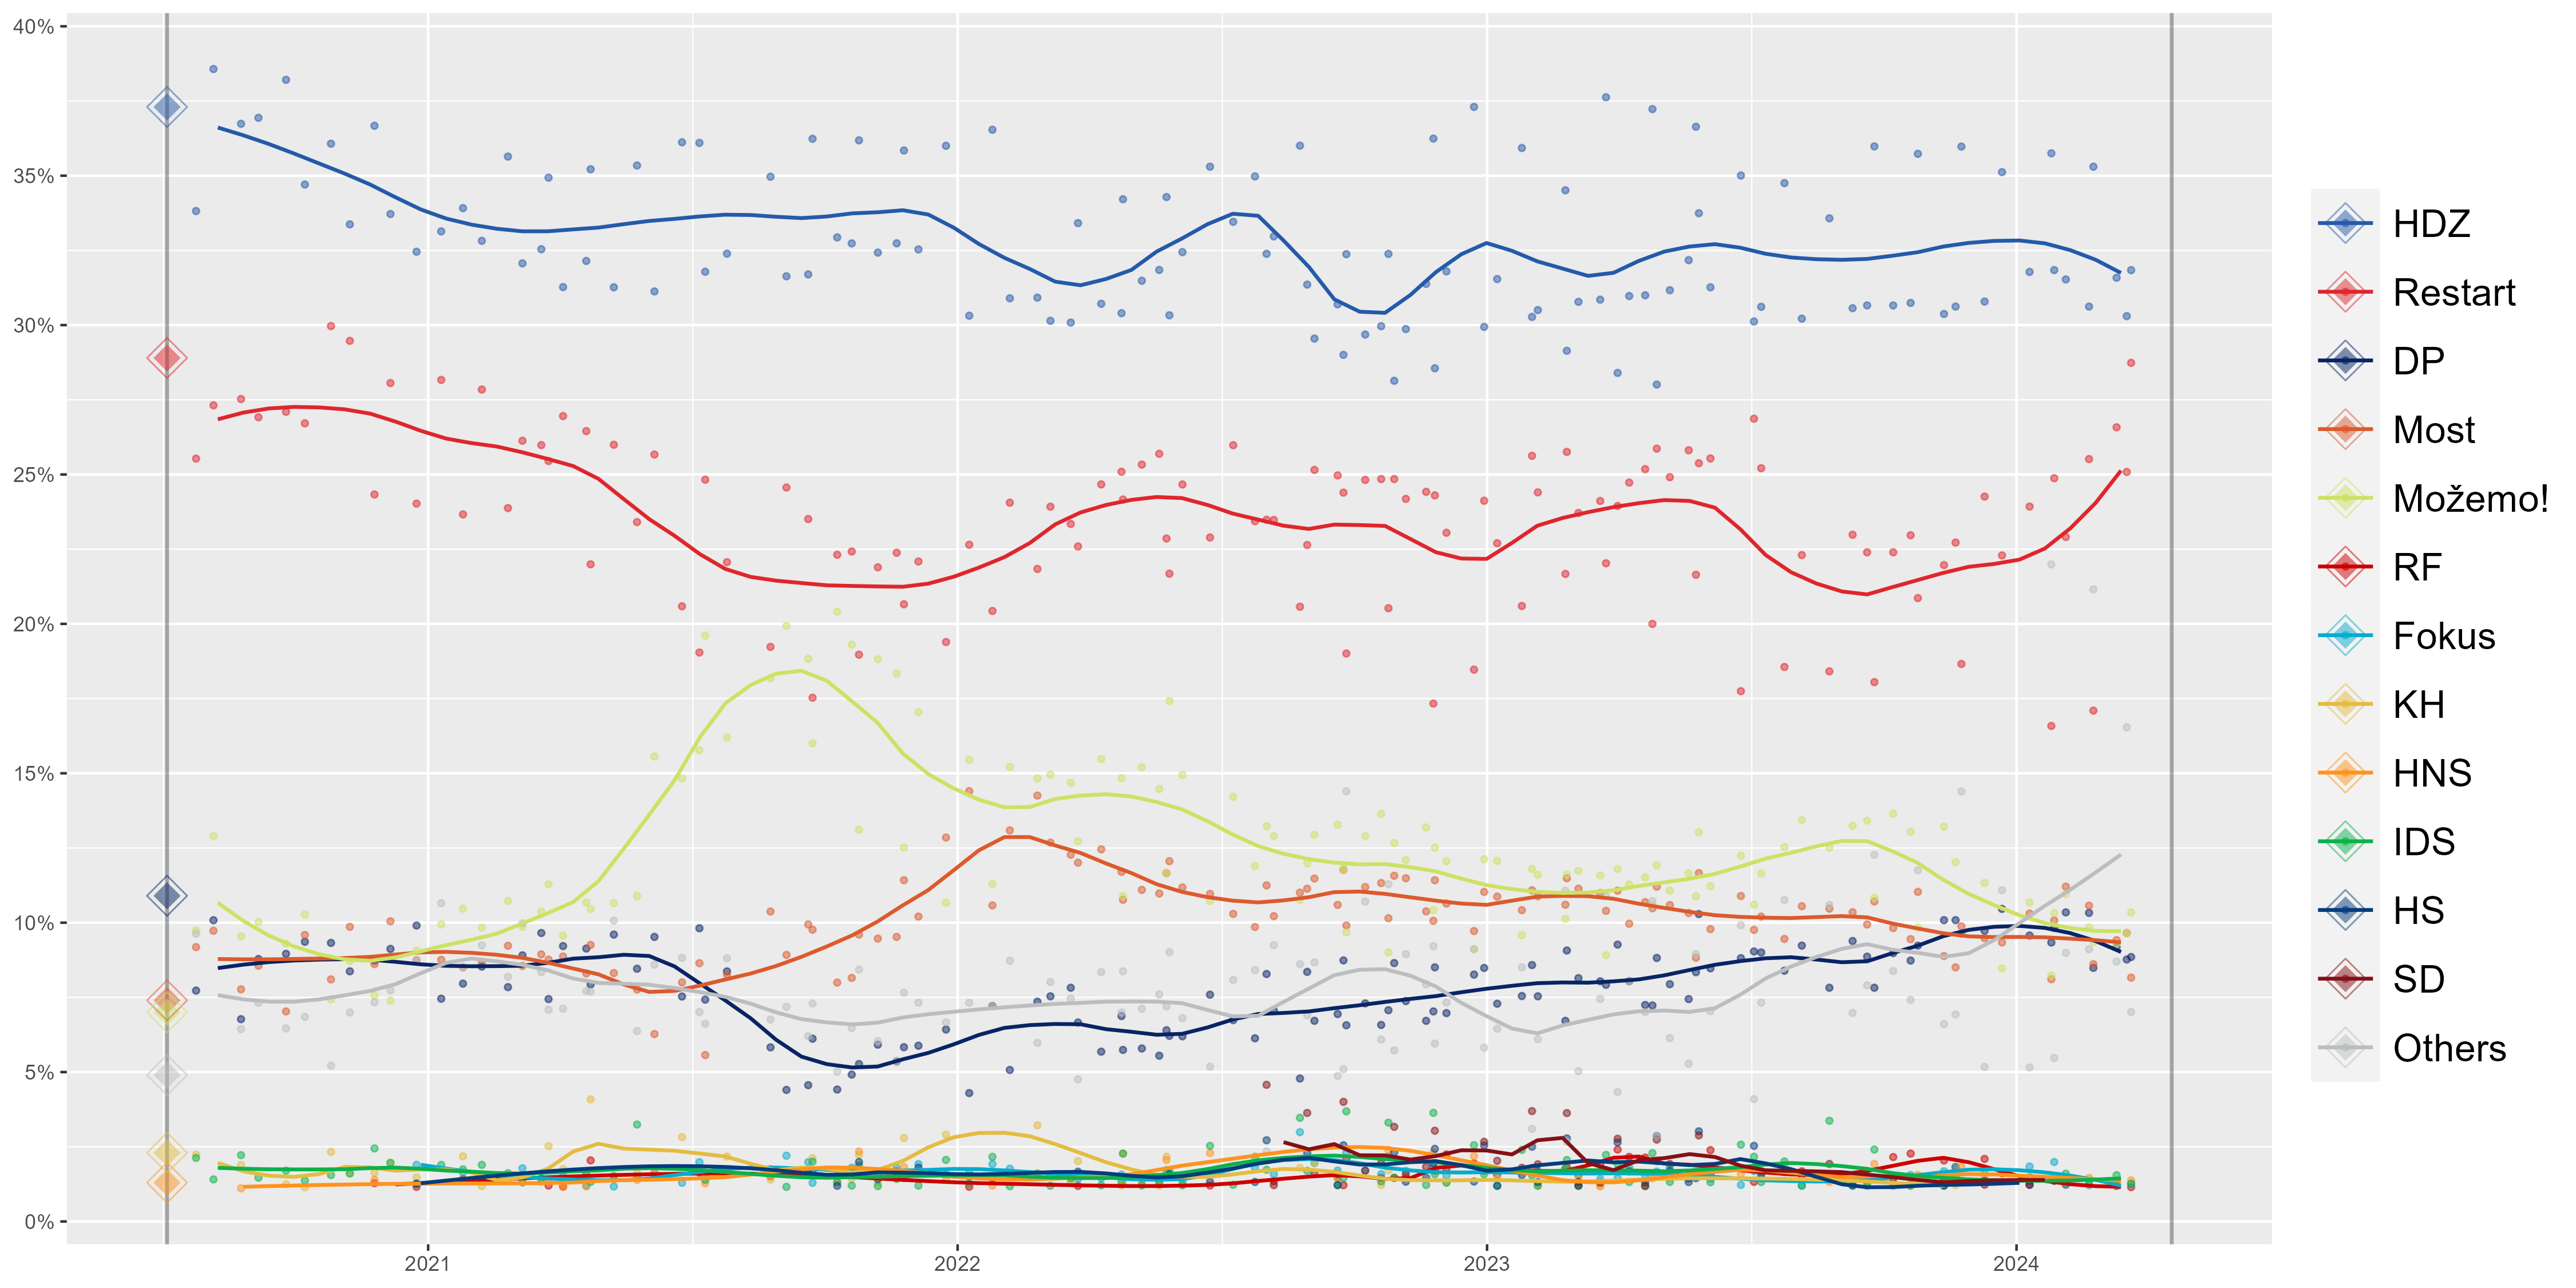 40%
35%
30%
25%
20%
15%
10%
5%
0%
2021
2022
2023
2024
HDZ
Restart
DP
Most
Možemo!
RF
Fokus
KH
HNS
IDS
HS
SD
Others